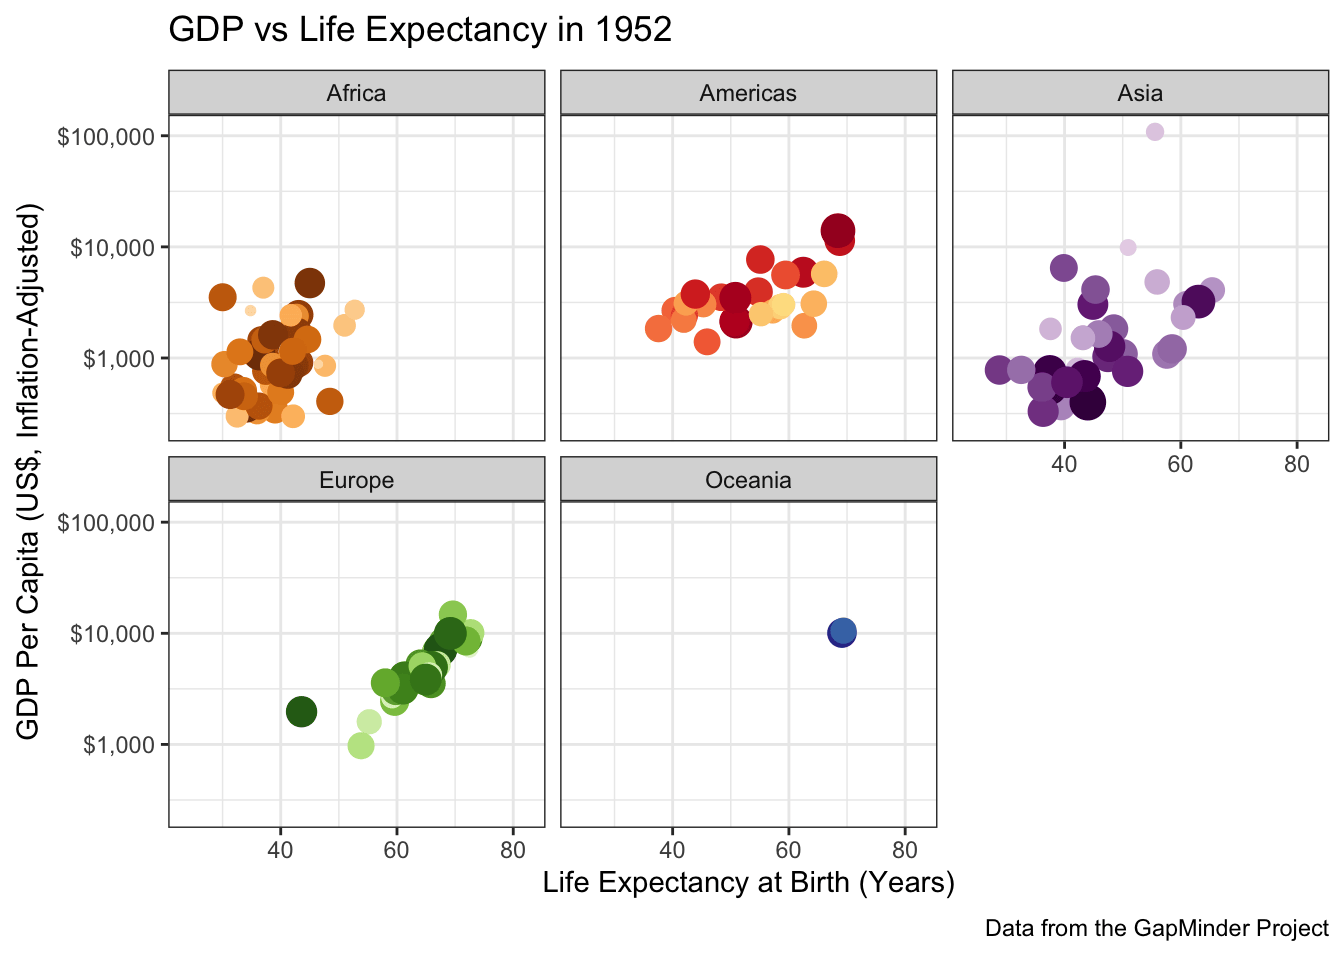 GDP vs Life Expectancy in 1952
Africa
Americas
Asia
$100,000
$10,000
$1,000
40 60 80
Europe
Oceania
$100,000
$10,000
$1,000
40 60 80
40 60 80
GDP Per Capita (US$, Inflation-Adjusted)
Life Expectancy at Birth (Years)
Data from the GapMinder Project